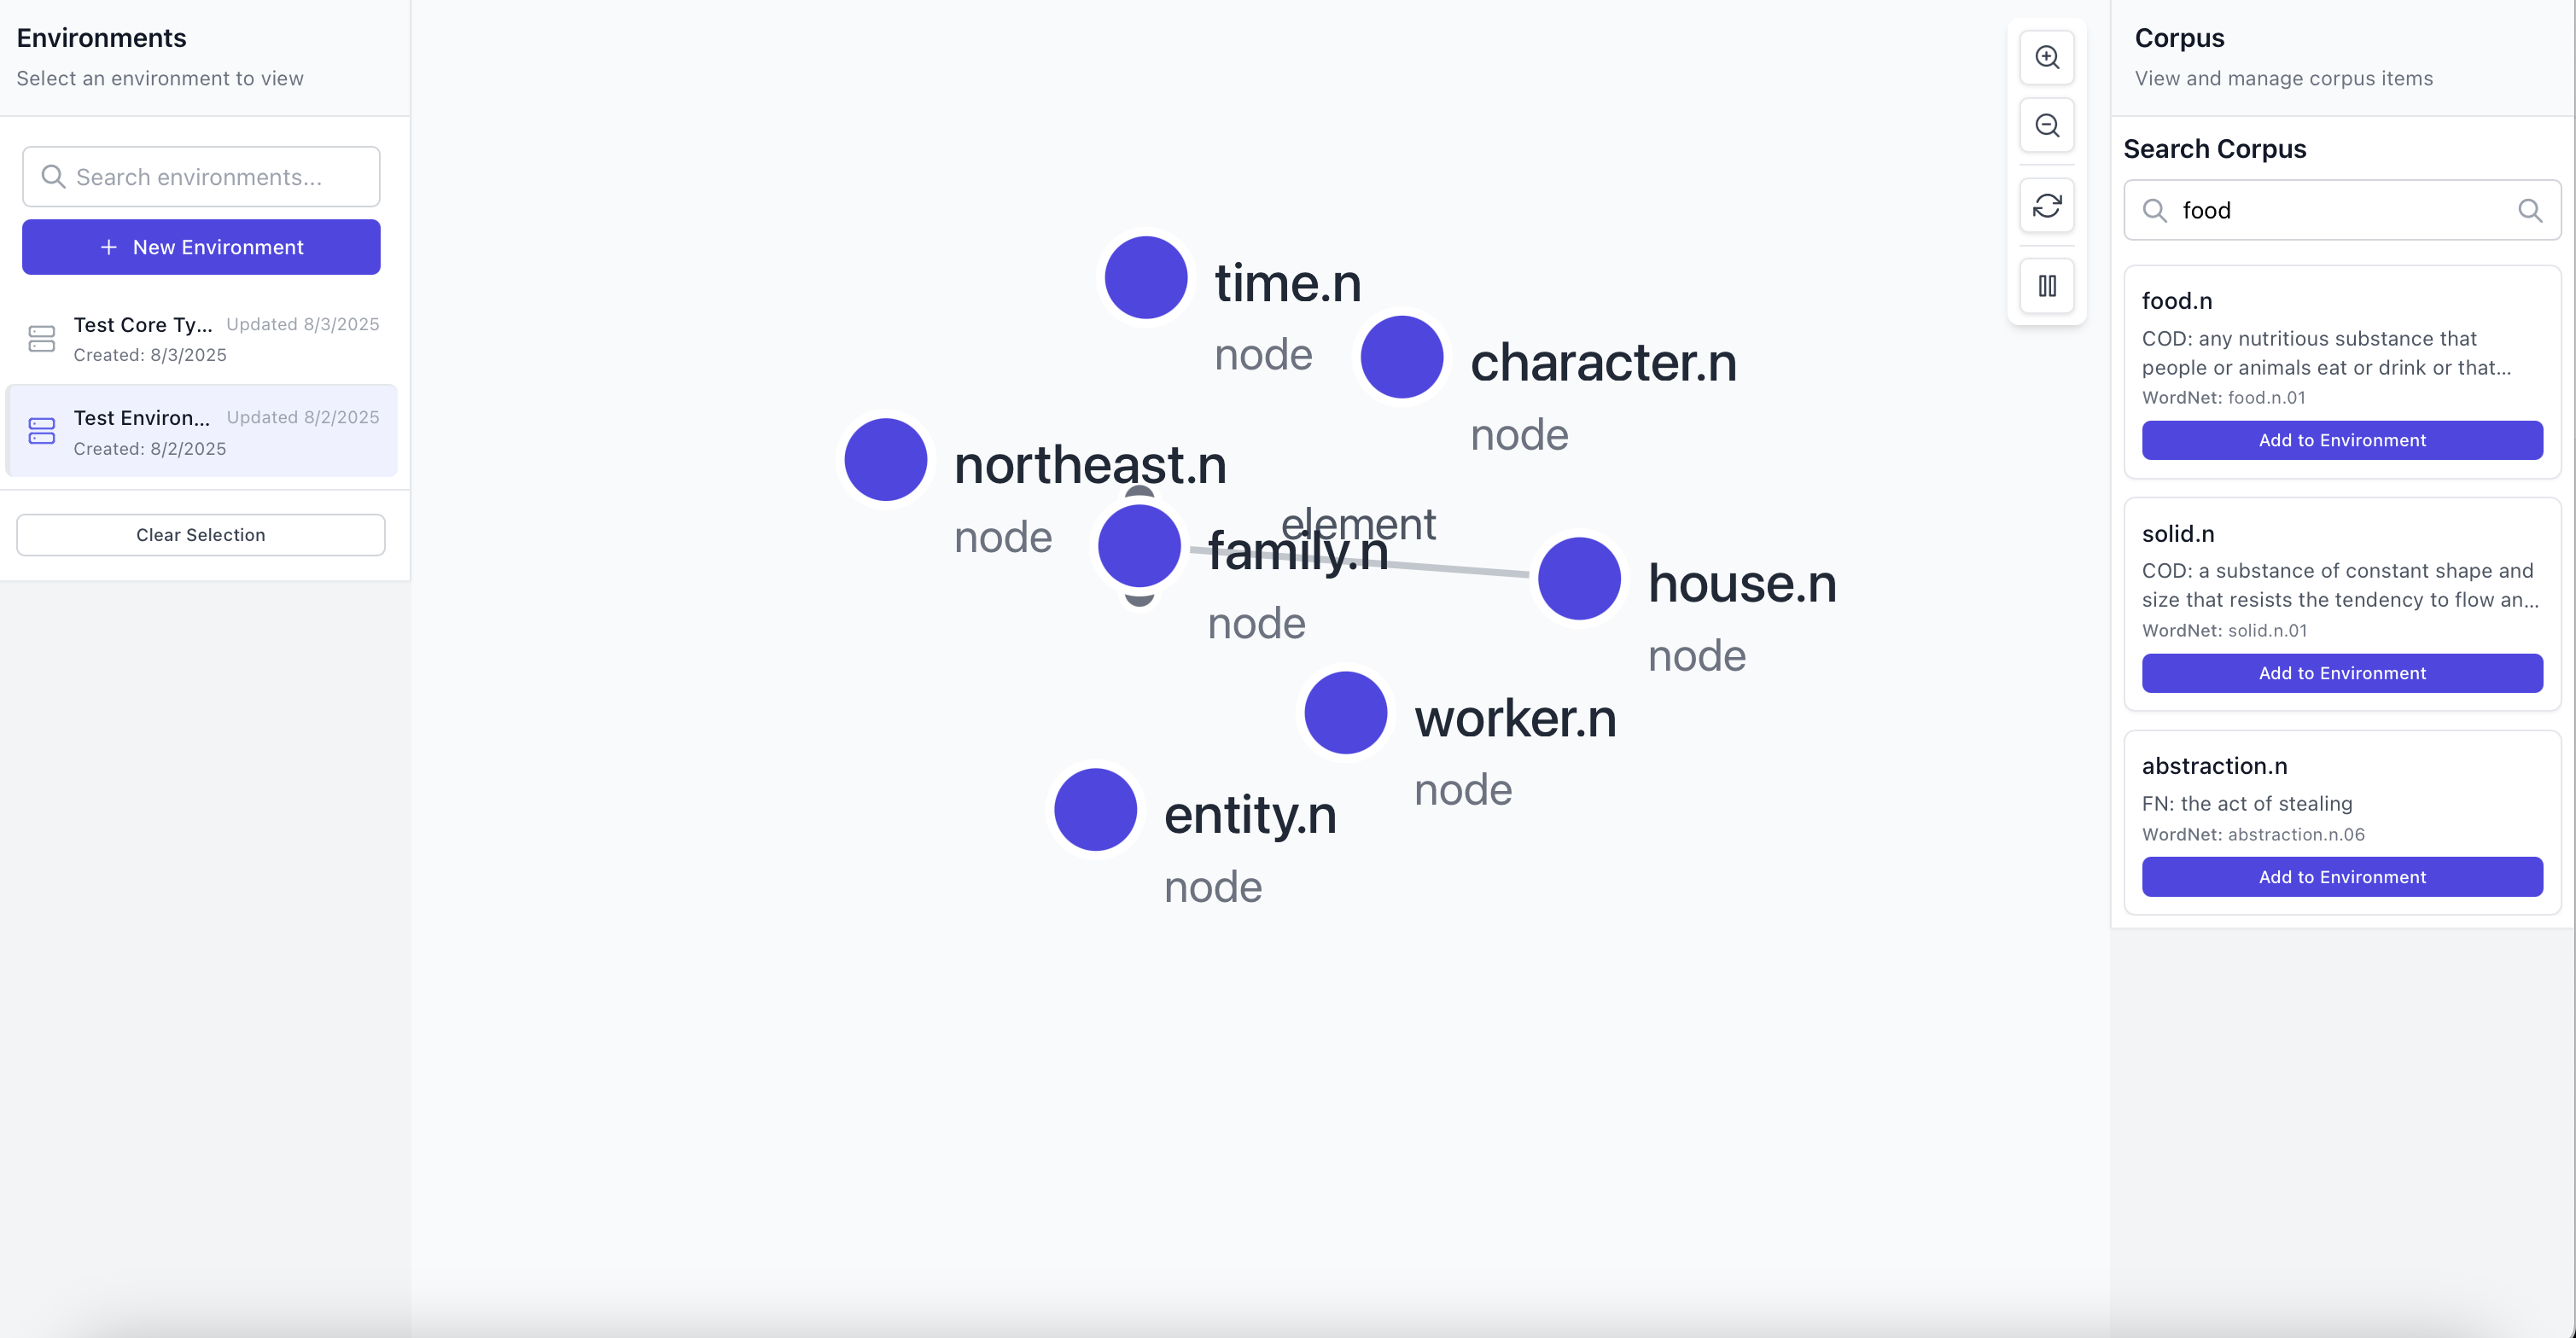 Environments
Select an environment to view
Search environments...
New Environment
Test Core Ty... Updated 8/3/2025
Created: 8/3/2025
Test Environ... Updated 8/2/2025
Created: 8/2/2025
Clear Selection
time.n
node
character.n
node
northeast.n
node
element
family.n
node
house.n
node
worker.n
node
entity.n
node
Corpus
View and manage corpus items
Search Corpus
food
food.n
COD: any nutritious substance that
people or animals eat or drink or that...
WordNet: food.n.01
Add to Environment
solid.n
COD: a substance of constant shape and
size that resists the tendency to flow an...
WordNet: solid.n.01
Add to Environment
abstraction.n
FN: the act of stealing
WordNet: abstraction.n.06
Add to Environment